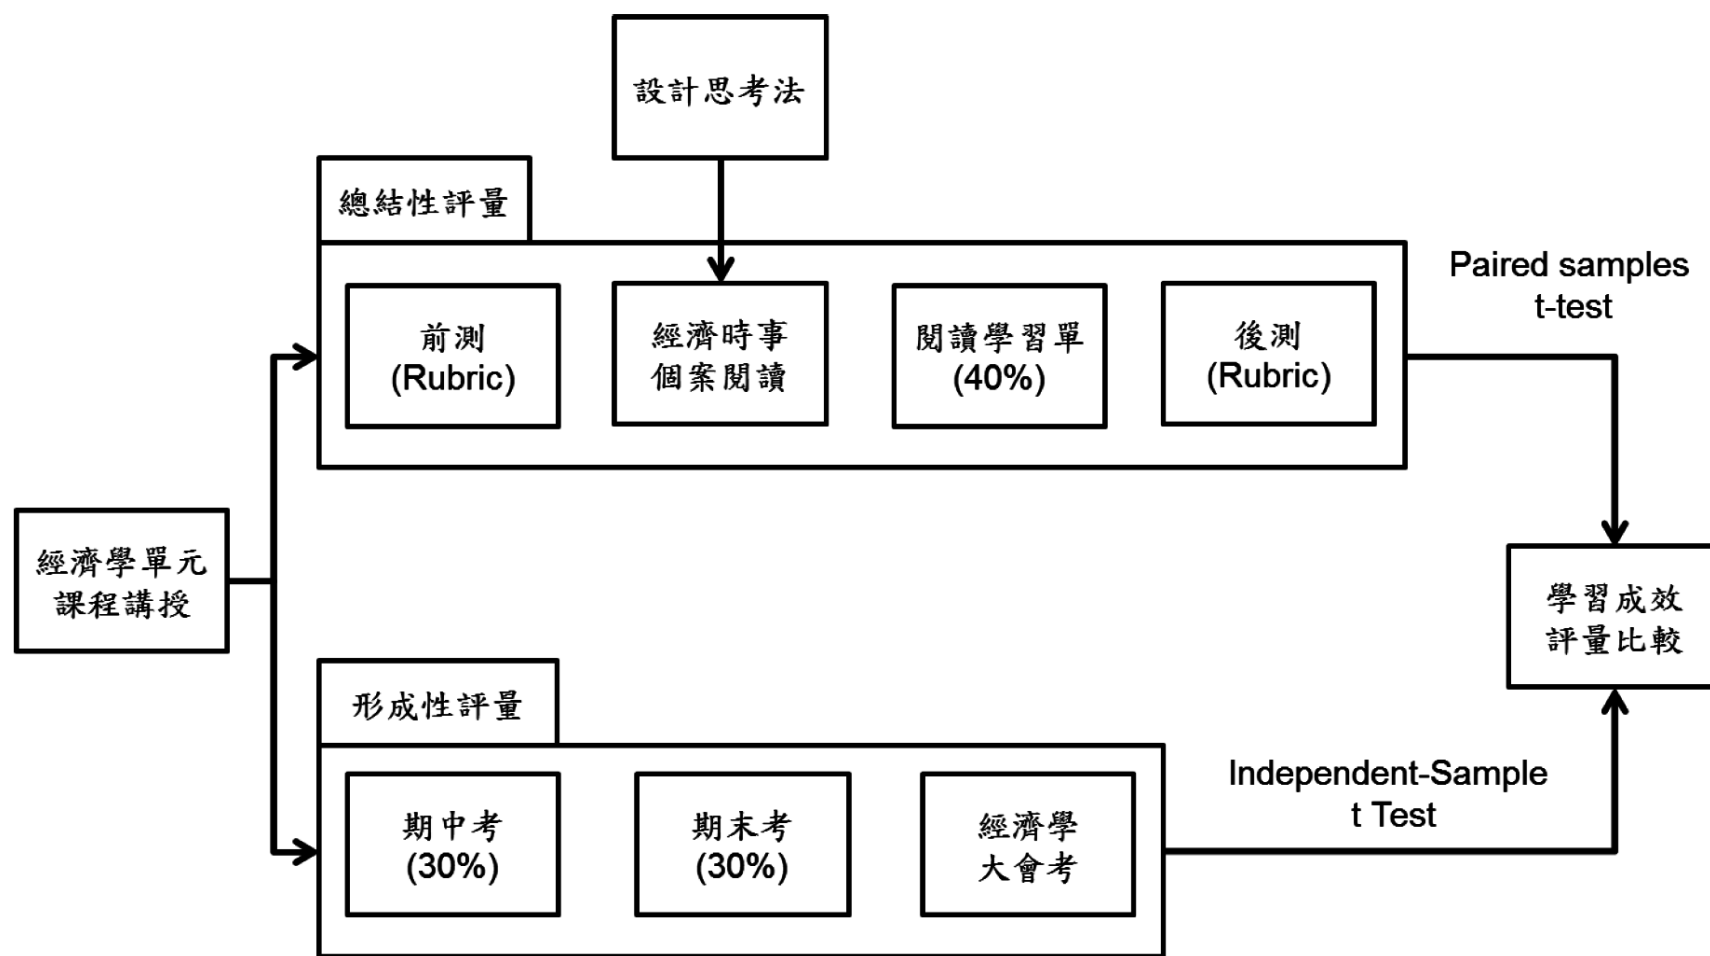 設計思考法
總結性評量
前測
(Rubric)
經濟時事
個案閱讀
閱讀學習單
(40%)
後測
(Rubric)
Paired samples
t-test
經濟學單元
課程講授
學習成效
評量比較
形成性評量
期中考
(30%)
期末考
(30%)
經濟學
大會考
Independent-Sample
t Test